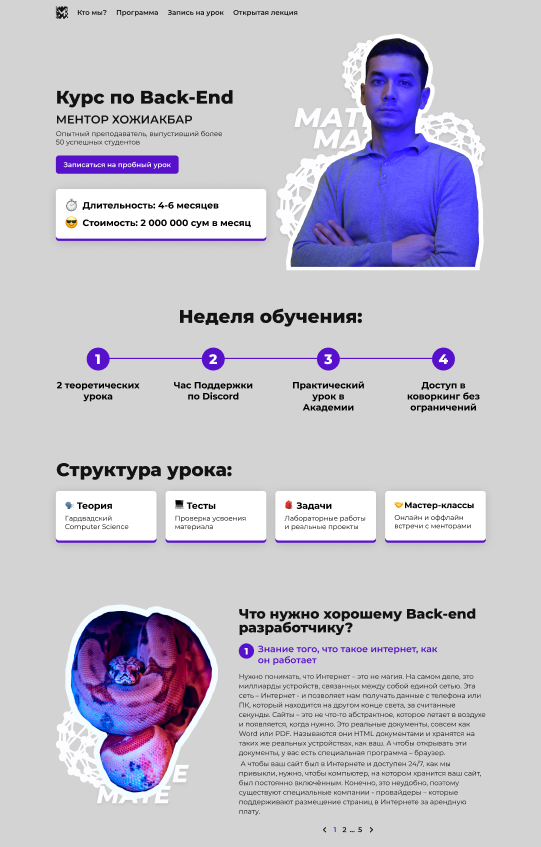 Кто мы? Программа Запись на урок Открытая лекция
MATE
MA
Курс по Back-End
МЕНТОР ХОЖИАКБАР
Опытный преподаватель, выпустивший более
50 успешных студентов
Записаться на пробный урок
Длительность: 4-6 месяцев
Стоимость: 2 000 000 сум в месяц
Неделя обучения:
1 2 3 4
2 теоретических
урока
Час Поддержки
по Discord
Практический
урок в
Академии
Доступ в
коворкинг без
ограничений
Структура урока:
Теория
Гардвадский
Computer Science
Тесты
Проверка усвоения
материала
Задачи
Лабораторные работы
и реальные проекты
Мастер-классы
Онлайн и оффлайн
встречи с менторами
Что нужно хорошему Back-end
разработчику?
1 Знание того, что такое интернет, как
он работает
Нужно понимать, что Интернет – это не магия. На самом деле, это
миллиарды устройств, связанных между собой единой сетью. Эта
сеть – Интернет - и позволяет нам получать данные с телефона или
ПК, который находится на другом конце света, за считанные
секунды. Сайты – это не что-то абстрактное, которое летает в воздухе
и появляется, когда нужно. Это реальные документы, совсем как
Word или PDF. Называются они HTML документами и хранятся на
таких же реальных устройствах, как ваш. А чтобы открывать эти
документы, у вас есть специальная программа – браузер.
А чтобы ваш сайт был в Интернете и доступен 24/7, как мы
привыкли, нужно, чтобы компьютер, на котором хранится ваш сайт,
был постоянно включённым. Конечно, это неудобно, поэтому
существуют специальные компании - провайдеры – которые
поддерживают размещение страниц в Интернете за арендную
плату.
E
MATE
1 2 ... 5